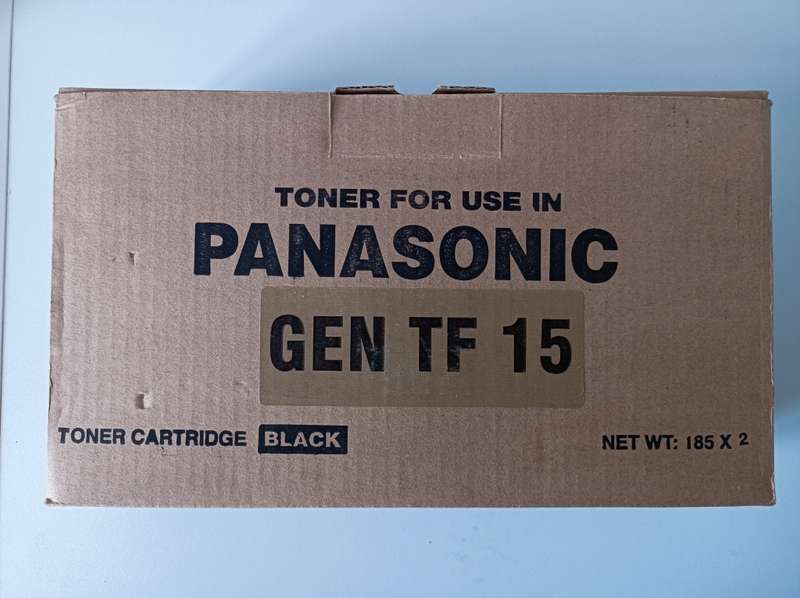 TONER FOR USE IN
PANASONIC
GEN TF 15
TONER CARTRIDGE BLACK
NET WT: 185 X 2